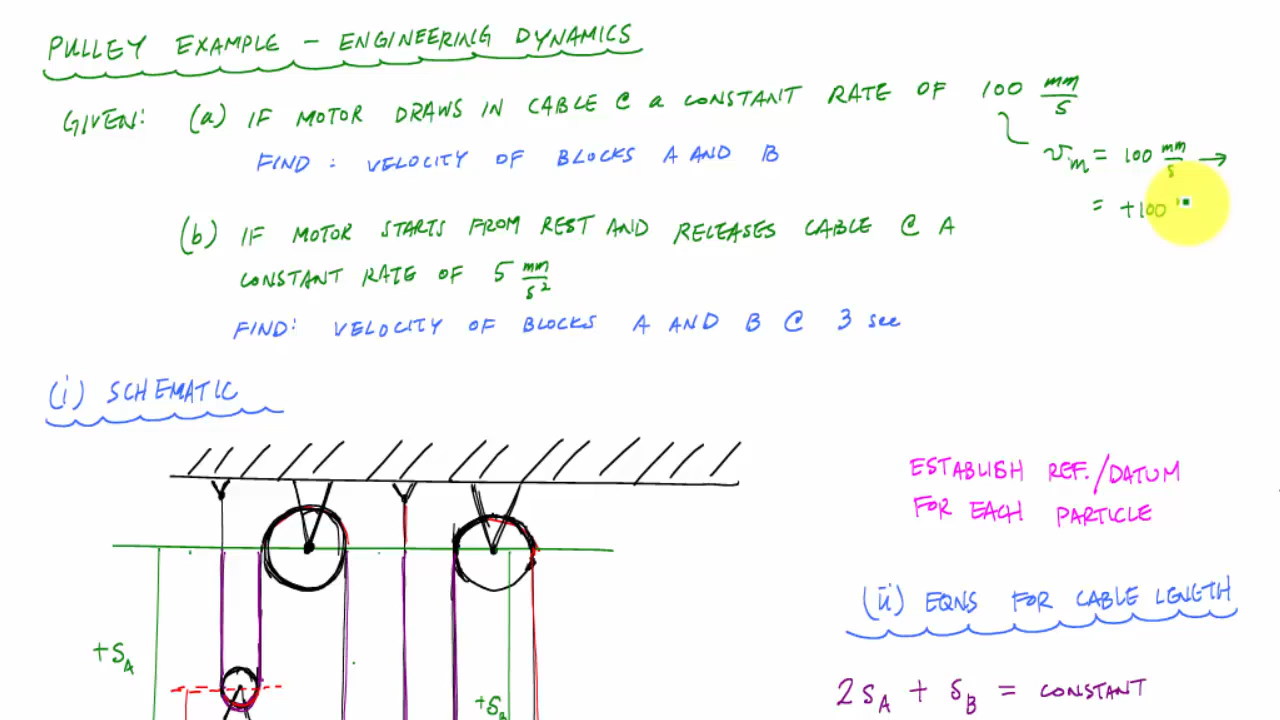 PULLEY EXAMPLE - ENGINEERING DYNAMICS
GIVEN: (a) IF MOTOR DRAWS IN CABLE @ a CONSTANT RATE OF 100 mm/s
FIND: VELOCITY OF BLOCKS A AND B
v_m = 100 mm/s →
= +100
(b) IF MOTOR STARTS FROM REST AND RELEASES CABLE @ A
CONSTANT RATE OF 5 mm/s²
FIND: VELOCITY OF BLOCKS A AND B @ 3 sec
(i) SCHEMATIC
ESTABLISH REF./DATUM
FOR EACH PARTICLE
(ii) EQNS FOR CABLE LENGTH
+S_A
+S_B
2S_A + S_B = CONSTANT